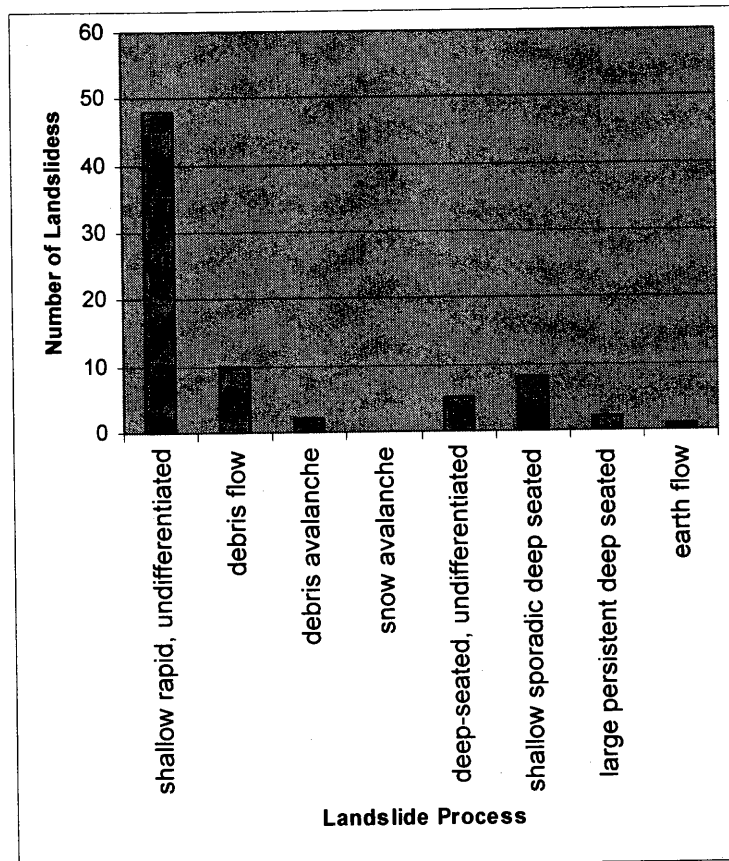 Number of Landslidess
60
50
40
30
20
10
0
shallow rapid, undifferentiated
debris flow
debris avalanche
snow avalanche
deep-seated, undifferentiated
shallow sporadic deep seated
large persistent deep seated
earth flow
Landslide Process